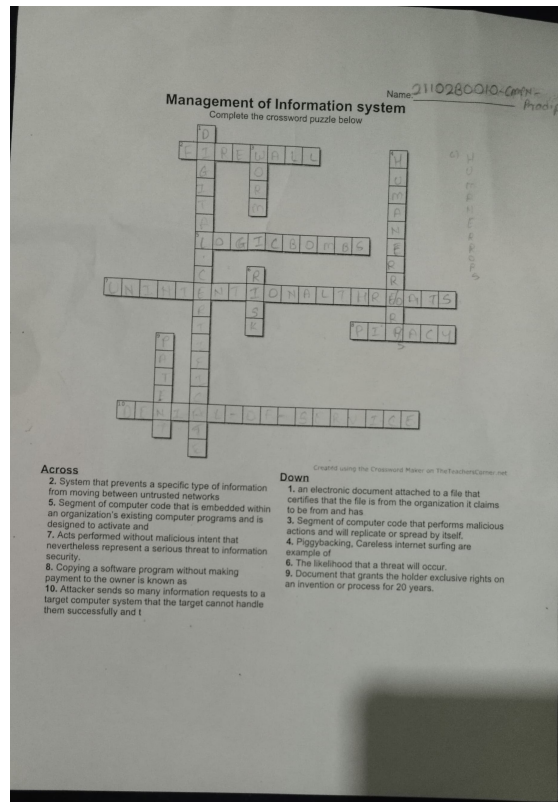 Name 2110280010-CMPN-
Management of Information system
Complete the crossword puzzle below
FIREWALL
WORM
LOGICBOMBS
RISK
PIRACY
Created using the Crossword Maker on TheTeachersCorner.net
Across
2. System that prevents a specific type of information
from moving between untrusted networks
5. Segment of computer code that is embedded within
an organization's existing computer programs and is
designed to activate and
7. Acts performed without malicious intent that
nevertheless represent a serious threat to information
security.
8. Copying a software program without making
payment to the owner is known as
10. Attacker sends so many information requests to a
target computer system that the target cannot handle
them successfully and t
Down
1. an electronic document attached to a file that
certifies that the file is from the organization it claims
to be from and has
3. Segment of computer code that performs malicious
actions and will replicate or spread by itself.
4. Piggybacking, Careless internet surfing are
example of
6. The likelihood that a threat will occur.
9. Document that grants the holder exclusive rights on
an invention or process for 20 years.